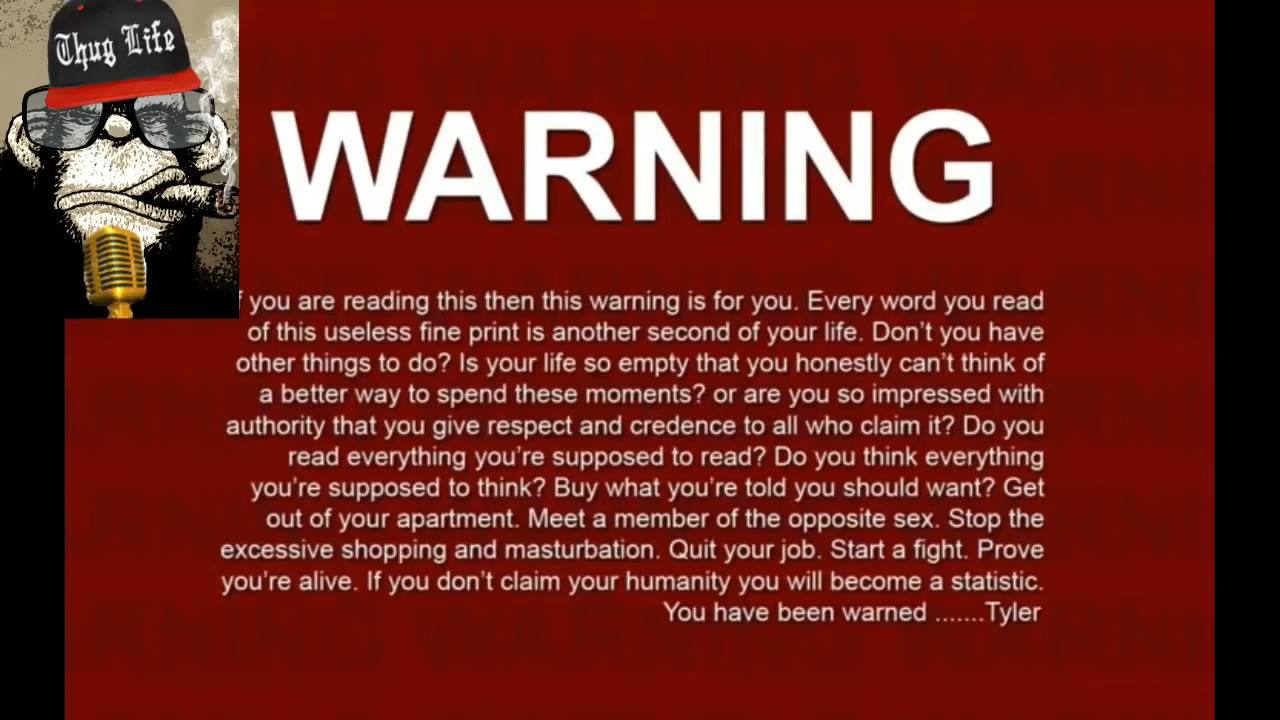 Thug Life
WARNING
f you are reading this then this warning is for you. Every word you read
of this useless fine print is another second of your life. Don’t you have
other things to do? Is your life so empty that you honestly can’t think of
a better way to spend these moments? or are you so impressed with
authority that you give respect and credence to all who claim it? Do you
read everything you’re supposed to read? Do you think everything
you’re supposed to think? Buy what you’re told you should want? Get
out of your apartment. Meet a member of the opposite sex. Stop the
excessive shopping and masturbation. Quit your job. Start a fight. Prove
you’re alive. If you don’t claim your humanity you will become a statistic.
You have been warned .......Tyler